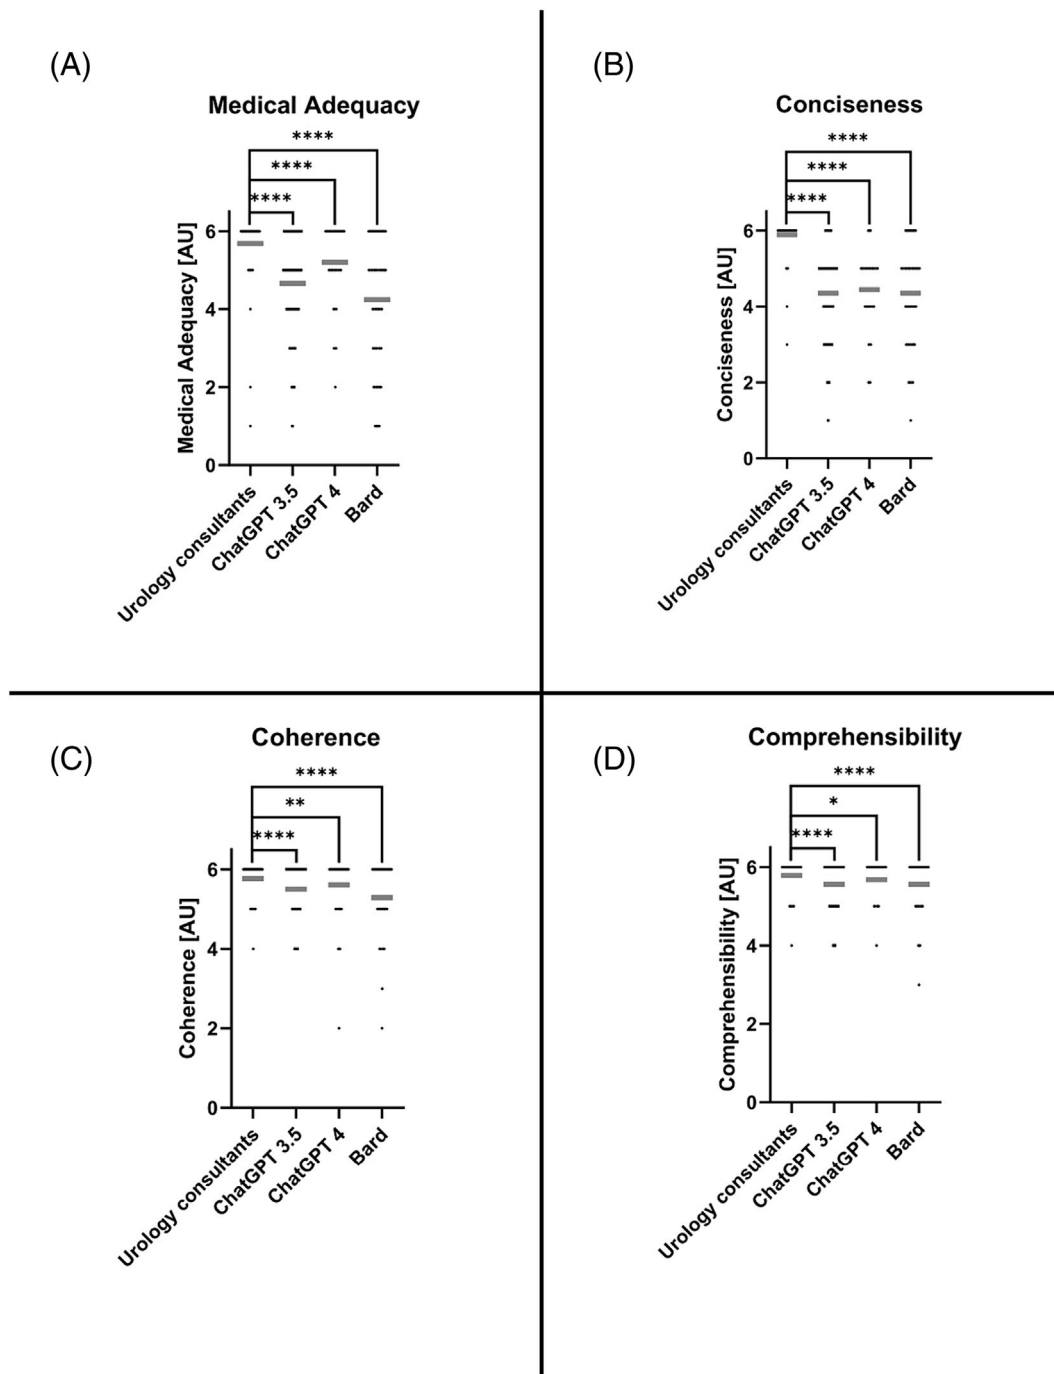 (A)
Medical Adequacy
****
****
****
Medical Adequacy [AU]
6
4
2
0
Urology consultants
ChatGPT 3.5
ChatGPT 4
Bard
(B)
Conciseness
****
****
****
Conciseness [AU]
6
4
2
0
Urology consultants
ChatGPT 3.5
ChatGPT 4
Bard
(C)
Coherence
****
**
****
Coherence [AU]
6
4
2
0
Urology consultants
ChatGPT 3.5
ChatGPT 4
Bard
(D)
Comprehensibility
****
*
****
Comprehensibility [AU]
6
4
2
0
Urology consultants
ChatGPT 3.5
ChatGPT 4
Bard